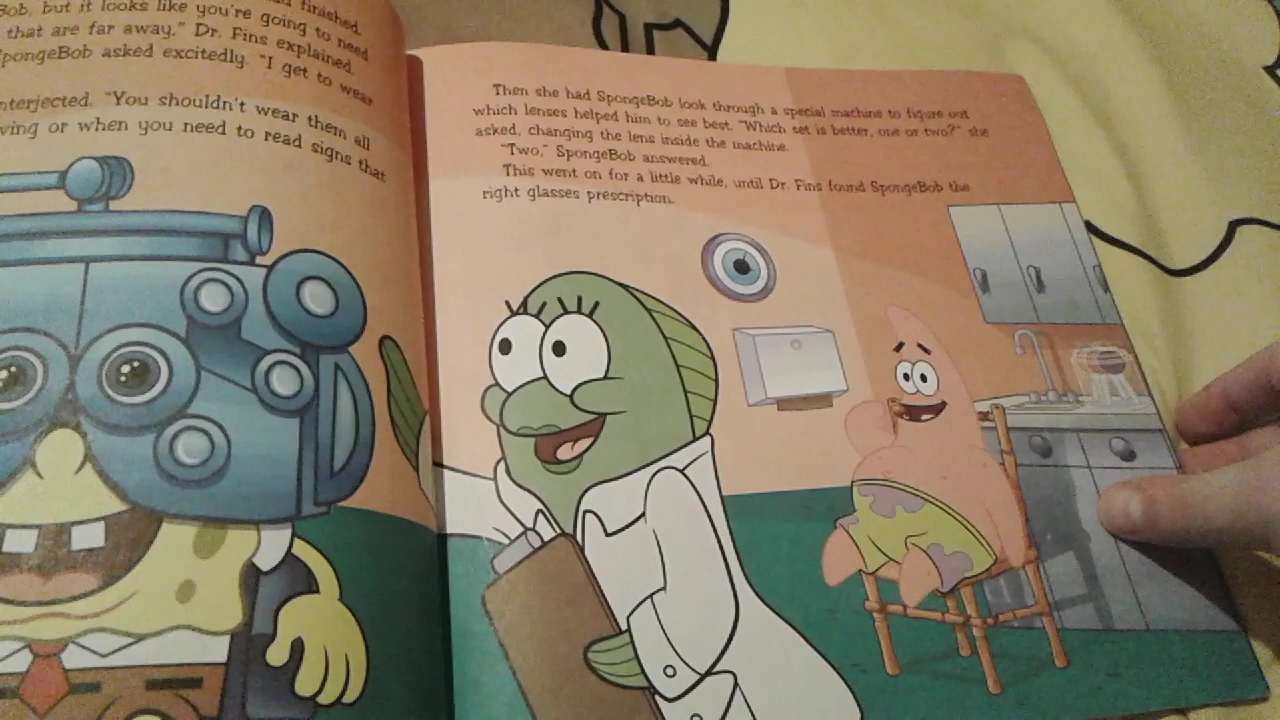 finished
Bob, but it looks like you're going to need
that are far away." Dr. Fins explained.
SpongeBob asked excitedly. "I get to wear
nterjected. "You shouldn't wear them all
ving or when you need to read signs that
Then she had SpongeBob look through a special machine to figure out
which lenses helped him to see best. "Which set is better, one or two?" she
asked, changing the lens inside the machine.
"Two," SpongeBob answered.
This went on for a little while, until Dr. Fins found SpongeBob the
right glasses prescription.